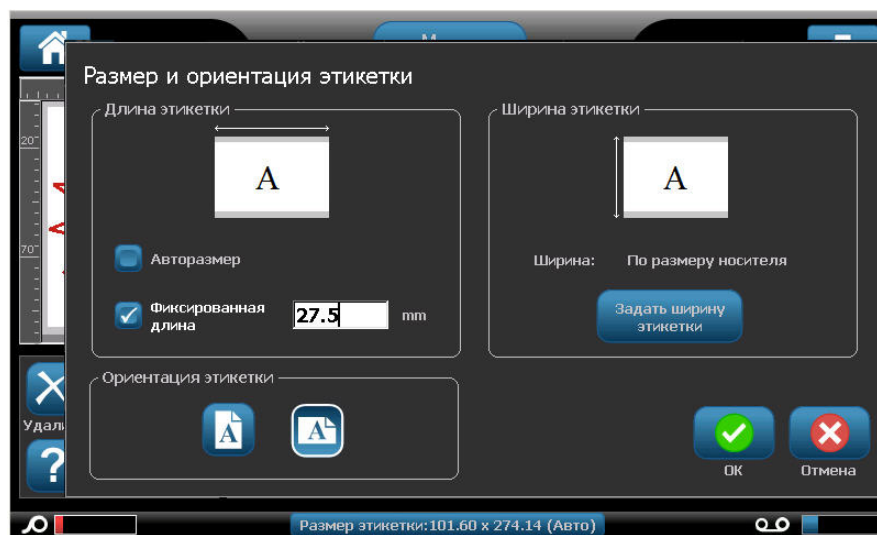 Размер и ориентация этикетки
Длина этикетки
Ширина этикетки
A
A
20
70
Авторазмер
Ширина: По размеру носителя
Фиксированная
длина
27.5 mm
Задать ширину
этикетки
Ориентация этикетки
A
A
Удали
?
OK
Отмена
Размер этикетки:101.60 x 274.14 (Авто)